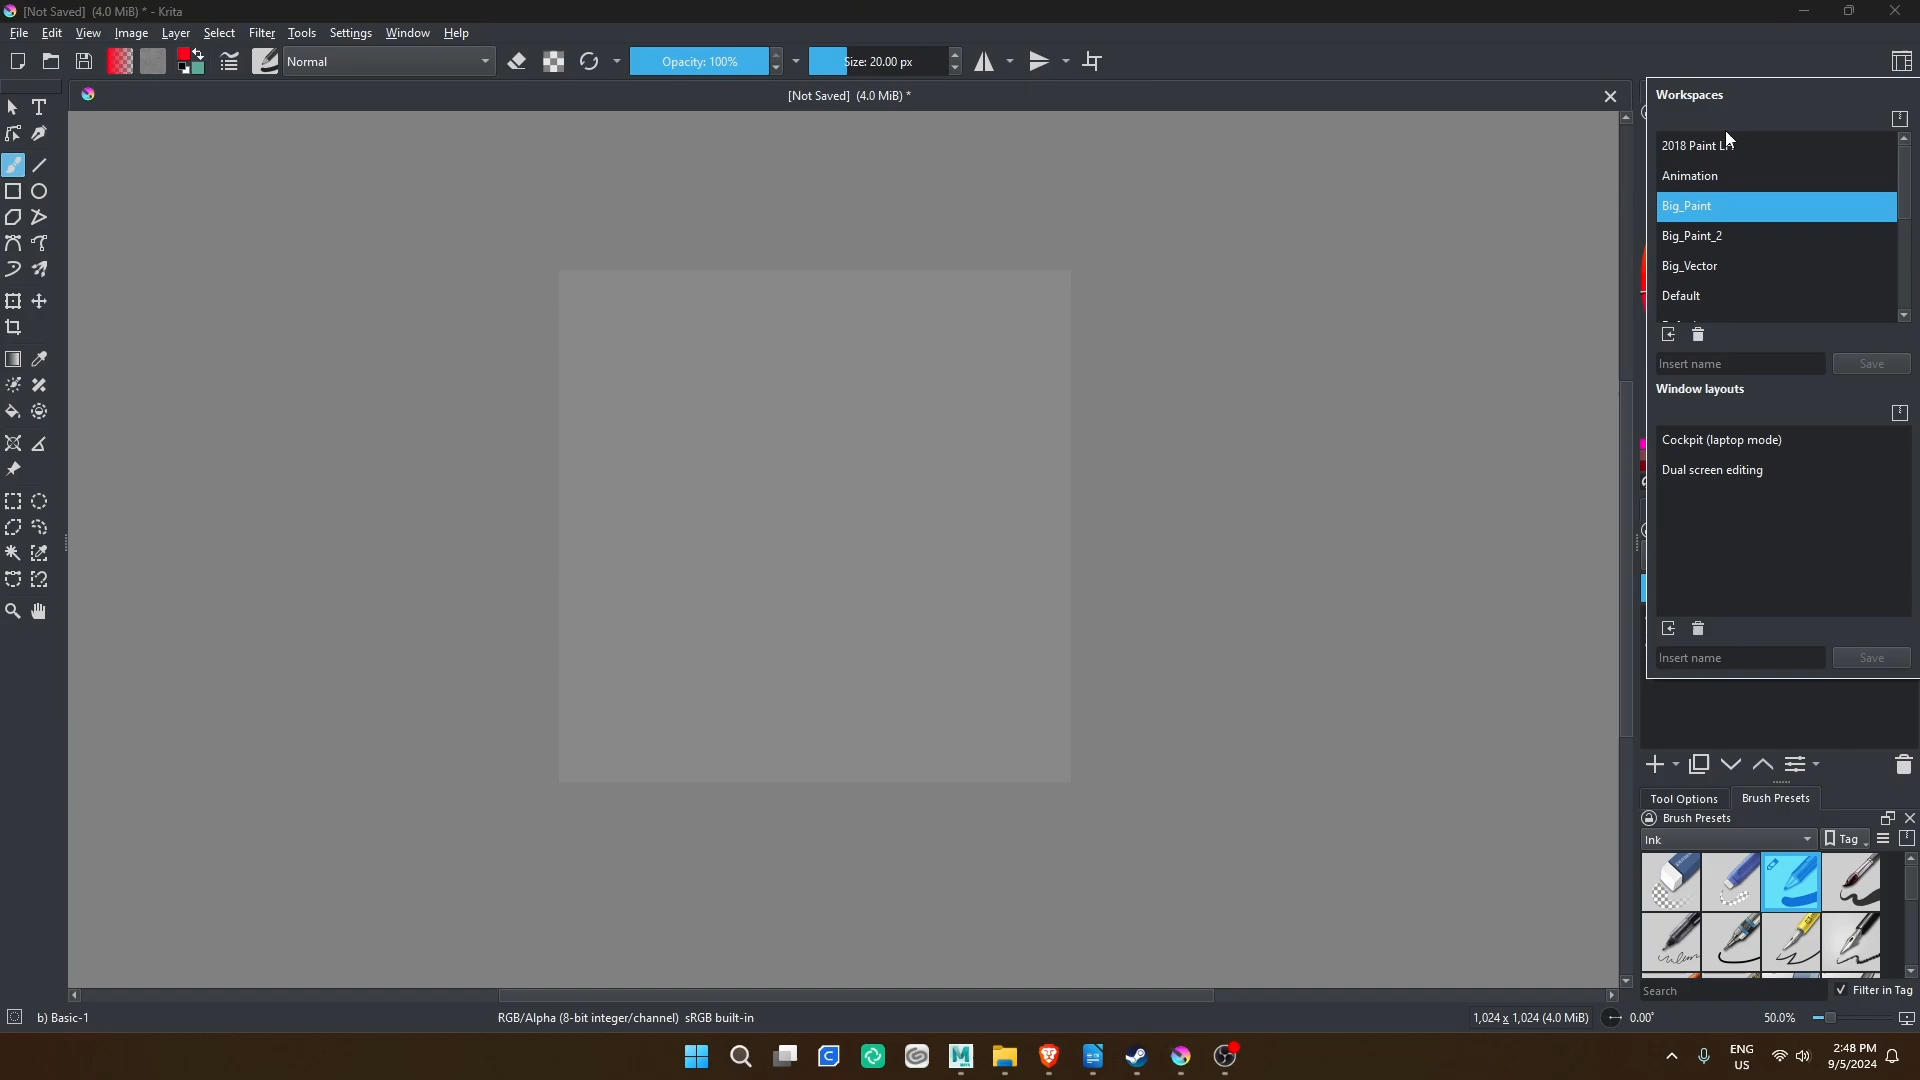 [Not Saved] (4.0 MiB) * - Krita
File Edit View Image Layer Select Filter Tools Settings Window Help
Normal
Opacity: 100%
Size: 20.00 px
[Not Saved] (4.0 MiB) *
Workspaces
2018 Paint
Animation
Big_Paint
Big_Paint_2
Big_Vector
Default
Insert name Save
Window layouts
Cockpit (laptop mode)
Dual screen editing
Insert name Save
Tool Options Brush Presets
Brush Presets
Ink Tag
Search Filter in Tag
b) Basic-1 RGB/Alpha (8-bit integer/channel) sRGB built-in 1,024 x 1,024 (4.0 MiB) 0.00° 50.0%
ENG
US
2:48 PM
9/5/2024